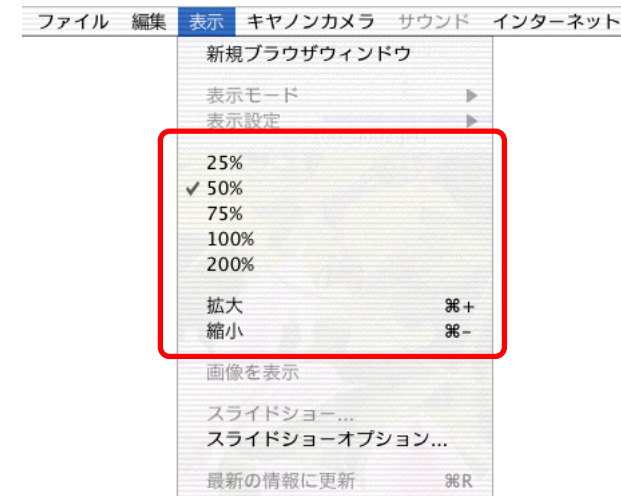 ファイル 編集 表示 キヤノンカメラ サウンド インターネット
新規ブラウザウィンドウ
表示モード ▶
表示設定 ▶
25%
✓ 50%
75%
100%
200%
拡大 ⌘+
縮小 ⌘-
画像を表示
スライドショー...
スライドショーオプション...
最新の情報に更新 ⌘R